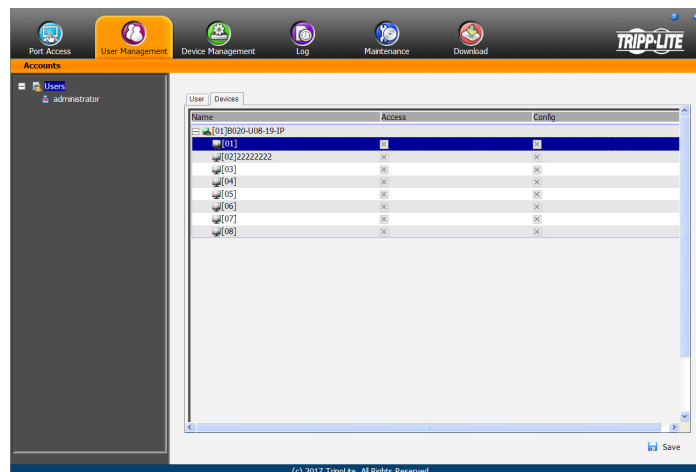 TRIPP·LITE
Port Access User Management Device Management Log Maintenance Download
Accounts
Users
administrator
User Devices
Name Access Config
[01]B020-U08-19-IP
[01]
[02]22222222
[03]
[04]
[05]
[06]
[07]
[08]
Save
(c) 2017 TrippLite All Rights Reserved